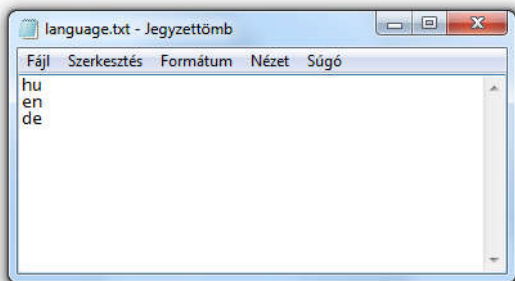 language.txt - Jegyzettömb
Fájl Szerkesztés Formátum Nézet Súgó
hu
en
de